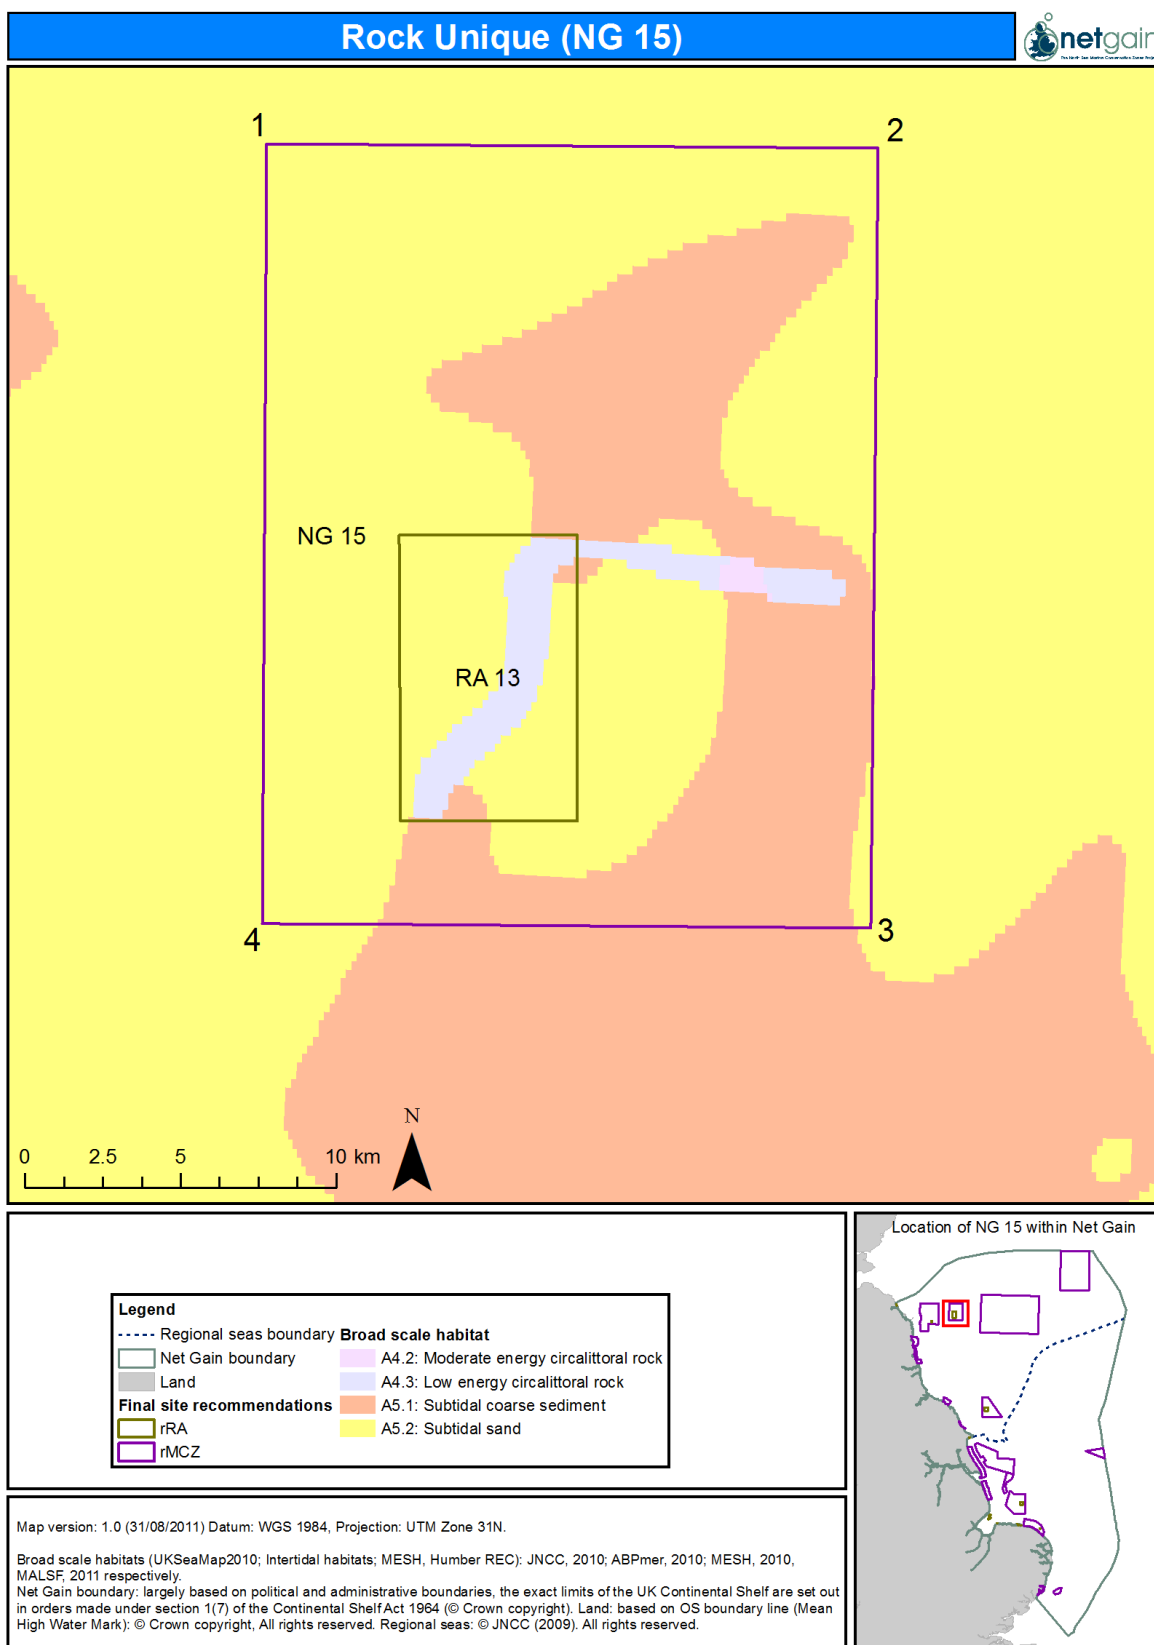 Rock Unique (NG 15)
netgain
1
2
NG 15
RA 13
4
3
N
0 2.5 5 10 km
Location of NG 15 within Net Gain
Legend
Regional seas boundary
Net Gain boundary
Land
Final site recommendations
rRA
rMCZ
Broad scale habitat
A4.2: Moderate energy circalittoral rock
A4.3: Low energy circalittoral rock
A5.1: Subtidal coarse sediment
A5.2: Subtidal sand
Map version: 1.0 (31/08/2011) Datum: WGS 1984, Projection: UTM Zone 31N.
Broad scale habitats (UKSeaMap2010; Intertidal habitats; MESH, Humber REC): JNCC, 2010; ABPmer, 2010; MESH, 2010,
MALSF, 2011 respectively.
Net Gain boundary: largely based on political and administrative boundaries, the exact limits of the UK Continental Shelf are set out
in orders made under section 1(7) of the Continental Shelf Act 1964 (© Crown copyright). Land: based on OS boundary line (Mean
High Water Mark): © Crown copyright, All rights reserved. Regional seas: © JNCC (2009). All rights reserved.